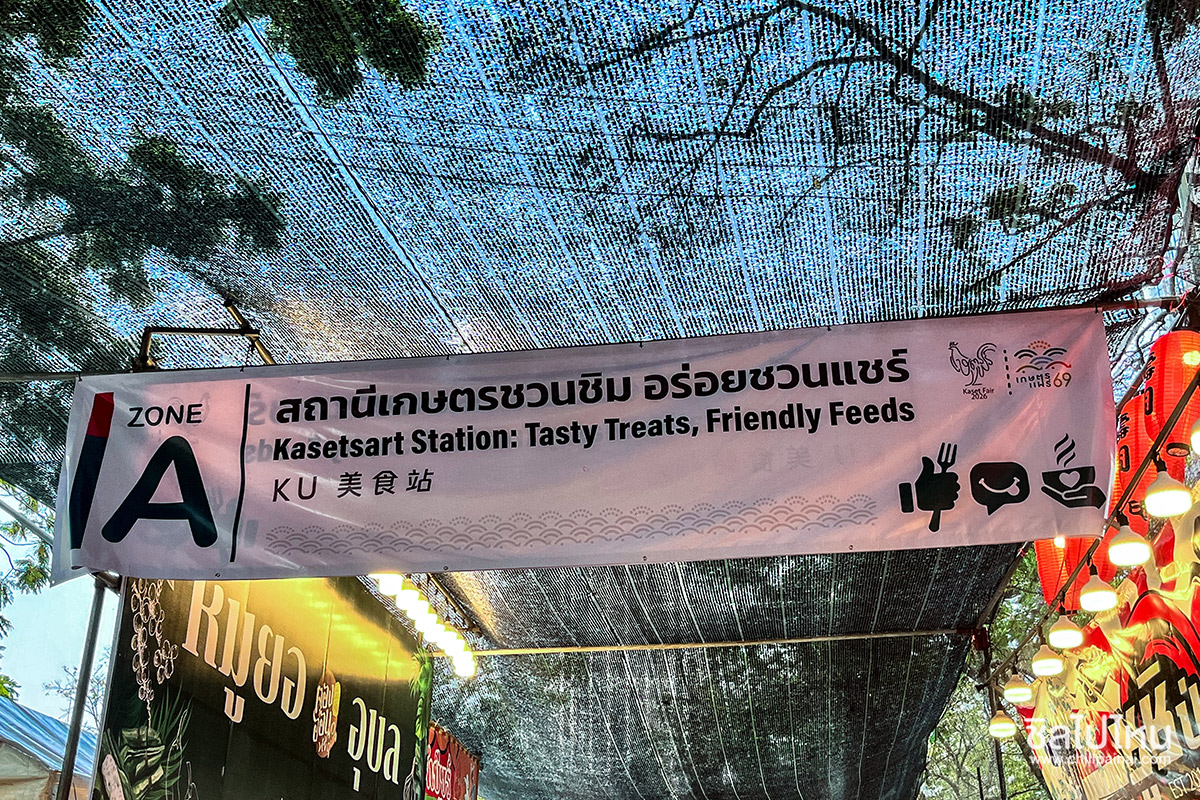 ZONE
A
สถานีเกษตรชวนชิม อร่อยชวนแชร์
Kasetsart Station: Tasty Treats, Friendly Feeds
KU 美食站
Kaset Fair
2026
เกษตร
แฟร์ 69
หมูยอ
อุบล
ชิลไปไหน
www.chillpainai.com